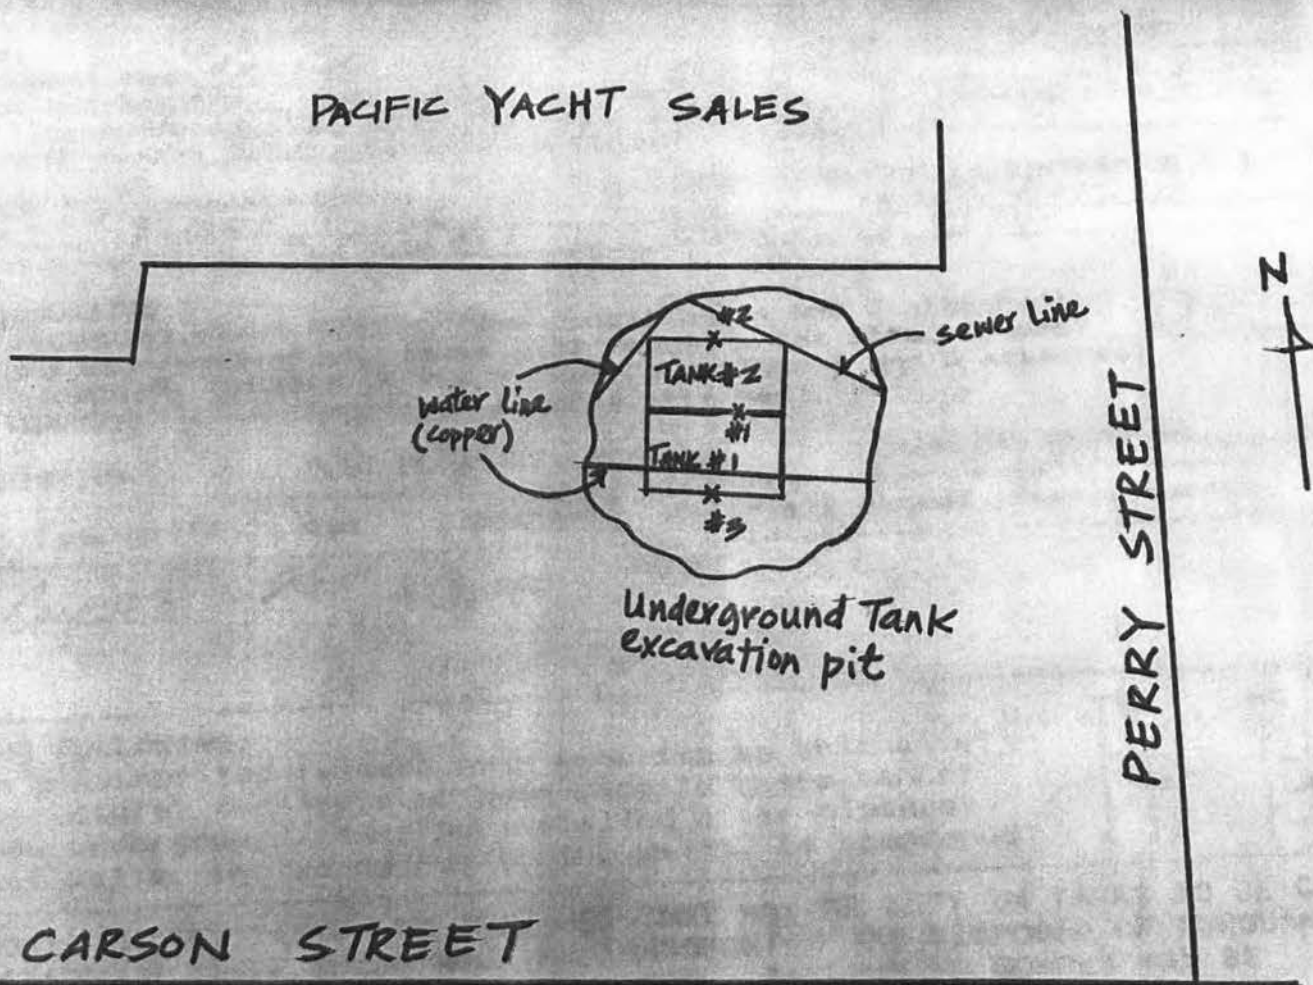 PACIFIC YACHT SALES
#2
sewer line
TANK #2
water line
(copper)
#1
TANK #1
#3
Underground Tank
excavation pit
PERRY STREET
N
CARSON STREET